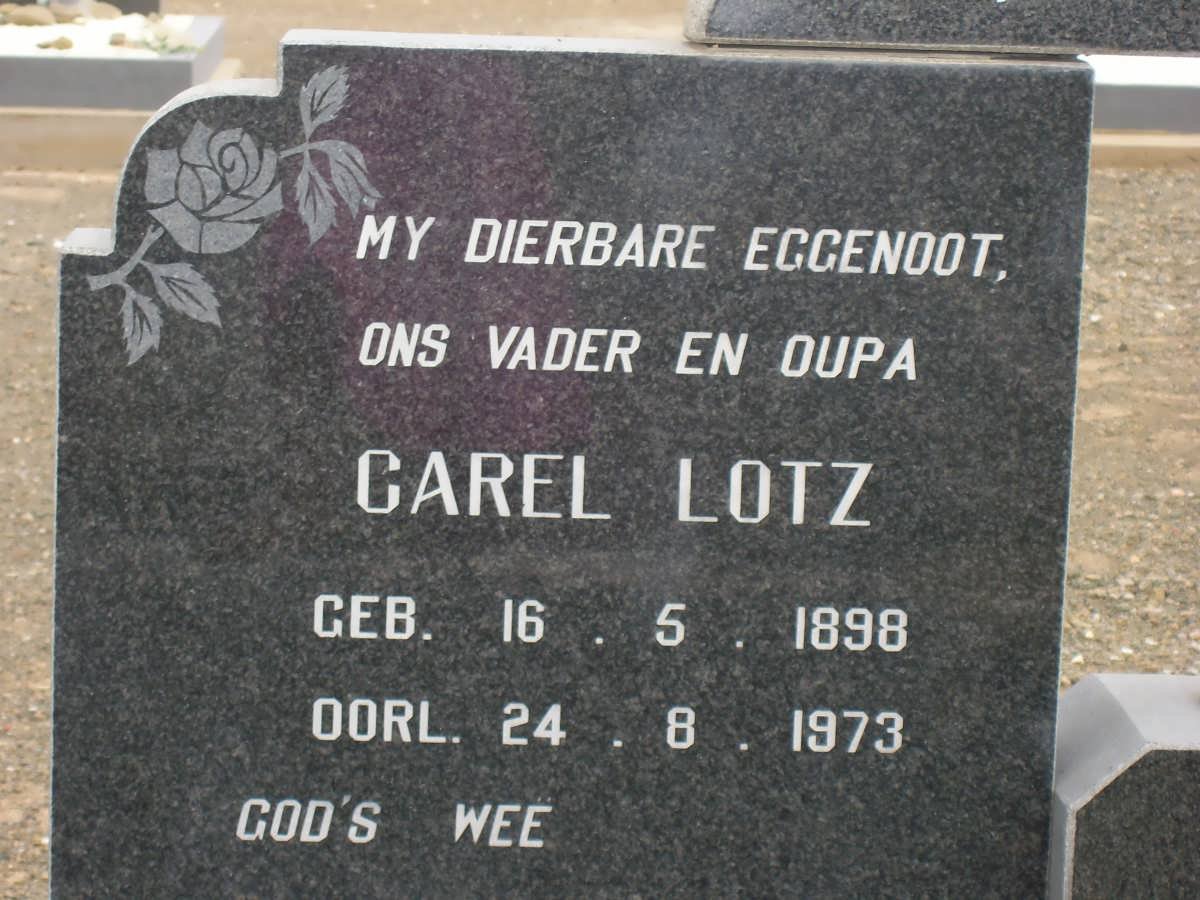 MY DIERBARE EGGENOOT,
ONS VADER EN OUPA
CAREL LOTZ
GEB. 16 . 5 . 1898
OORL. 24 . 8 . 1973
GOD'S WEË